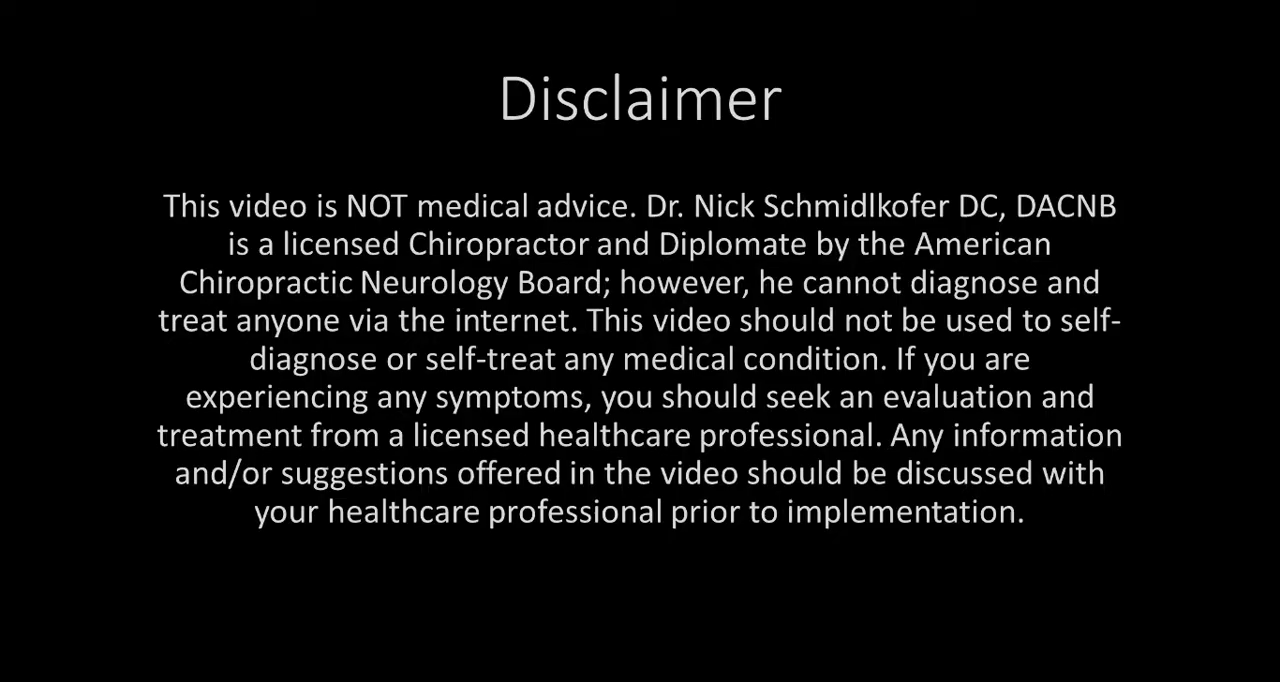 Disclaimer
This video is NOT medical advice. Dr. Nick Schmidlkofer DC, DACNB
is a licensed Chiropractor and Diplomate by the American
Chiropractic Neurology Board; however, he cannot diagnose and
treat anyone via the internet. This video should not be used to self-
diagnose or self-treat any medical condition. If you are
experiencing any symptoms, you should seek an evaluation and
treatment from a licensed healthcare professional. Any information
and/or suggestions offered in the video should be discussed with
your healthcare professional prior to implementation.